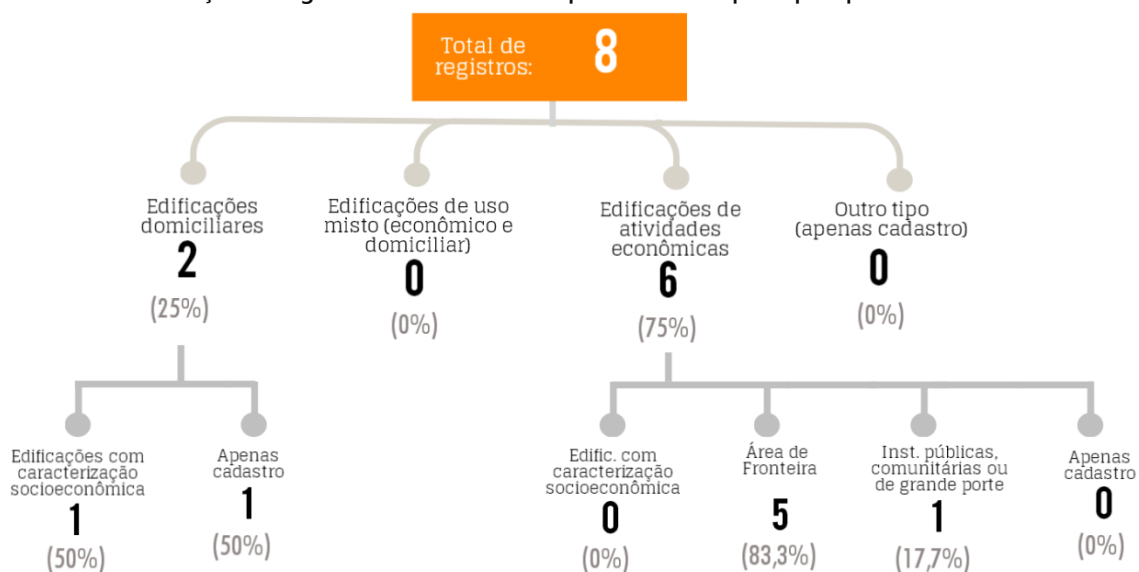 Total de
registros:
8
Edificações
domiciliares
2
(25%)
Edificações de uso
misto (econômico e
domiciliar)
0
(0%)
Edificações de
atividades
econômicas
6
(75%)
Outro tipo
(apenas cadastro)
0
(0%)
Edificações com
caracterização
socioeconômica
1
(50%)
Apenas
cadastro
1
(50%)
Edific. com
caracterização
socioeconômica
0
(0%)
Área de
Fronteira
5
(83,3%)
Inst. públicas,
comunitárias ou
de grande porte
1
(17,7%)
Apenas
cadastro
0
(0%)